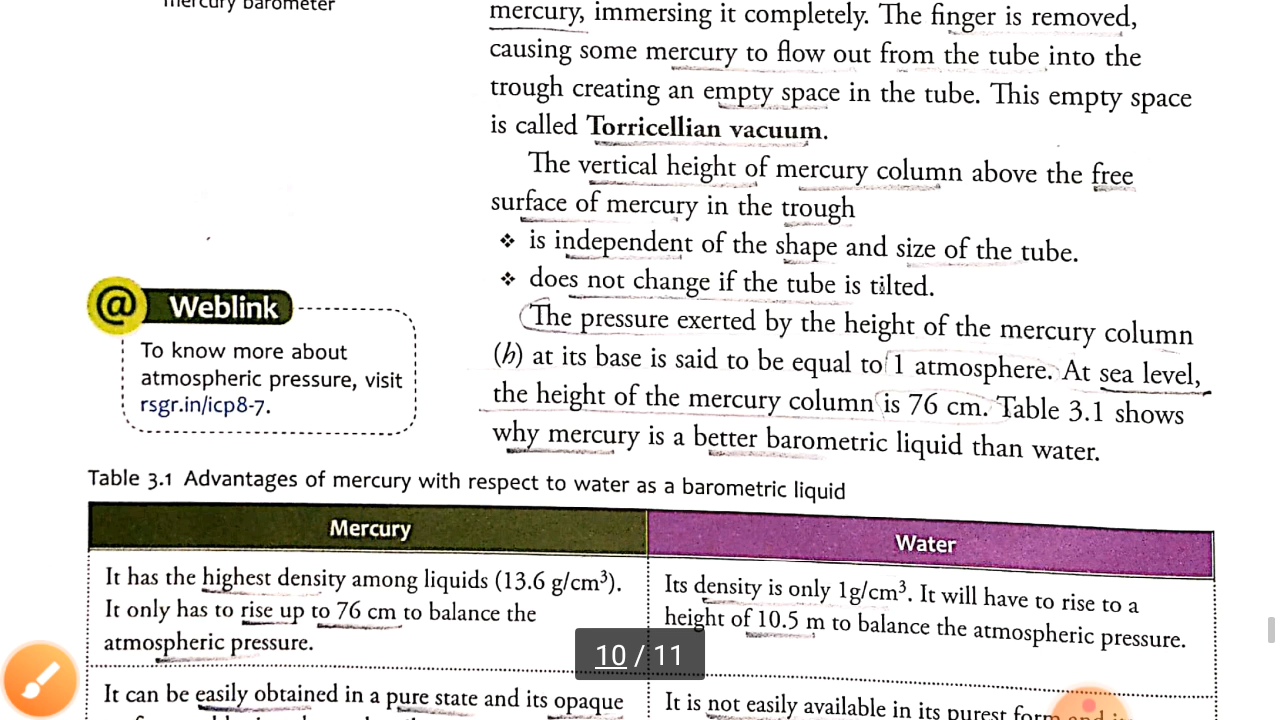 mercury barometer
mercury, immersing it completely. The finger is removed,
causing some mercury to flow out from the tube into the
trough creating an empty space in the tube. This empty space
is called Torricellian vacuum.
The vertical height of mercury column above the free
surface of mercury in the trough
❖ is independent of the shape and size of the tube.
❖ does not change if the tube is tilted.
The pressure exerted by the height of the mercury column
(h) at its base is said to be equal to 1 atmosphere. At sea level,
the height of the mercury column is 76 cm. Table 3.1 shows
why mercury is a better barometric liquid than water.
@ Weblink
To know more about
atmospheric pressure, visit
rsgr.in/icp8-7.
Table 3.1 Advantages of mercury with respect to water as a barometric liquid
Mercury
It has the highest density among liquids (13.6 g/cm³).
It only has to rise up to 76 cm to balance the
atmospheric pressure.
It can be easily obtained in a pure state and its opaque
Water
Its density is only 1g/cm³. It will have to rise to a
height of 10.5 m to balance the atmospheric pressure.
It is not easily available in its purest form and
10 / 11